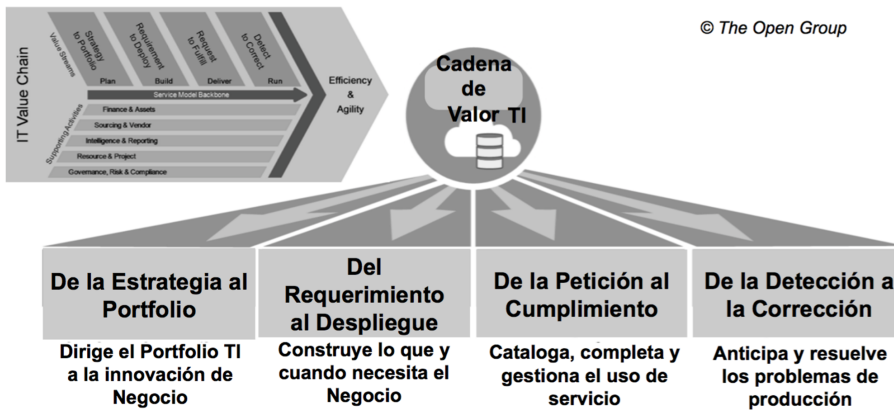 © The Open Group
IT Value Chain
Value Streams
Strategy
to Portfolio
Requirement
to Deploy
Request
to Fulfill
Detect
to Correct
Plan
Build
Deliver
Run
Service Model Backbone
Efficiency
&
Agility
Supporting Activities
Finance & Assets
Sourcing & Vendor
Intelligence & Reporting
Resource & Project
Governance, Risk & Compliance
Cadena
de
Valor TI
De la Estrategia al
Portfolio
Dirige el Portfolio TI
a la innovación de
Negocio
Del
Requerimiento
al Despliegue
Construye lo que y
cuando necesita el
Negocio
De la Petición al
Cumplimiento
Cataloga, completa y
gestiona el uso de
servicio
De la Detección a
la Corrección
Anticipa y resuelve
los problemas de
producción